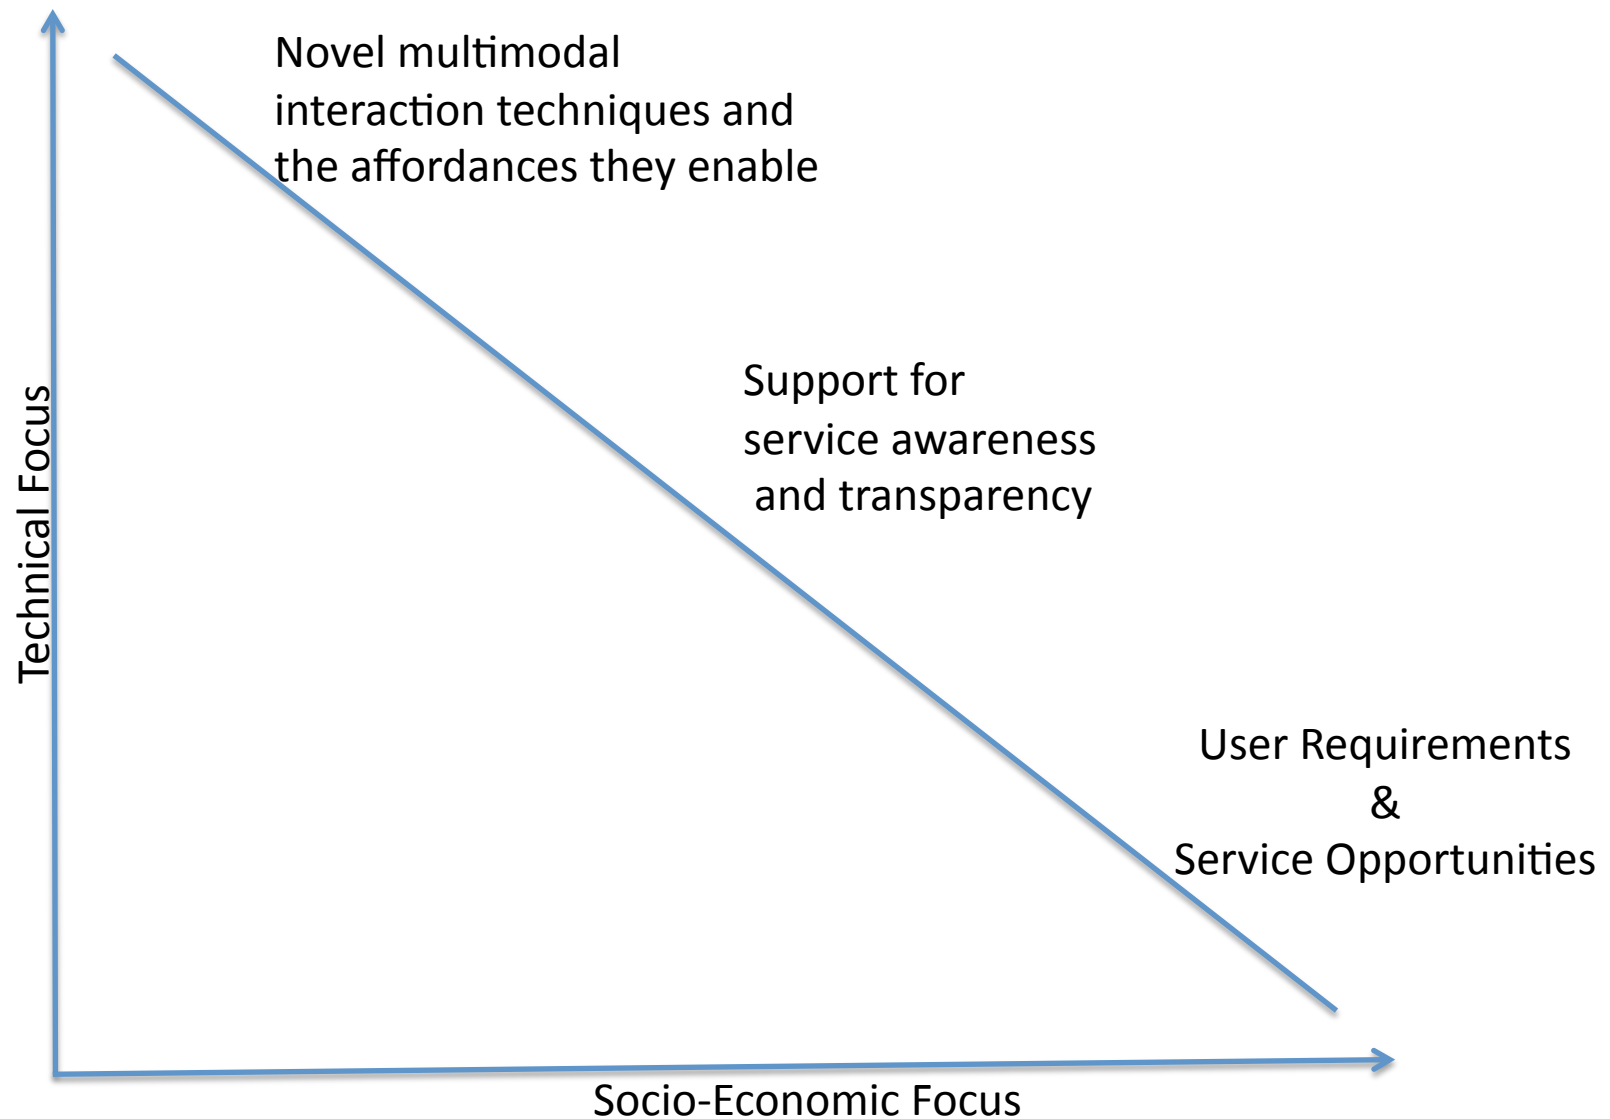 Novel multimodal
interaction techniques and
the affordances they enable
Technical Focus
Support for
service awareness
and transparency
User Requirements
&
Service Opportunities
Socio-Economic Focus